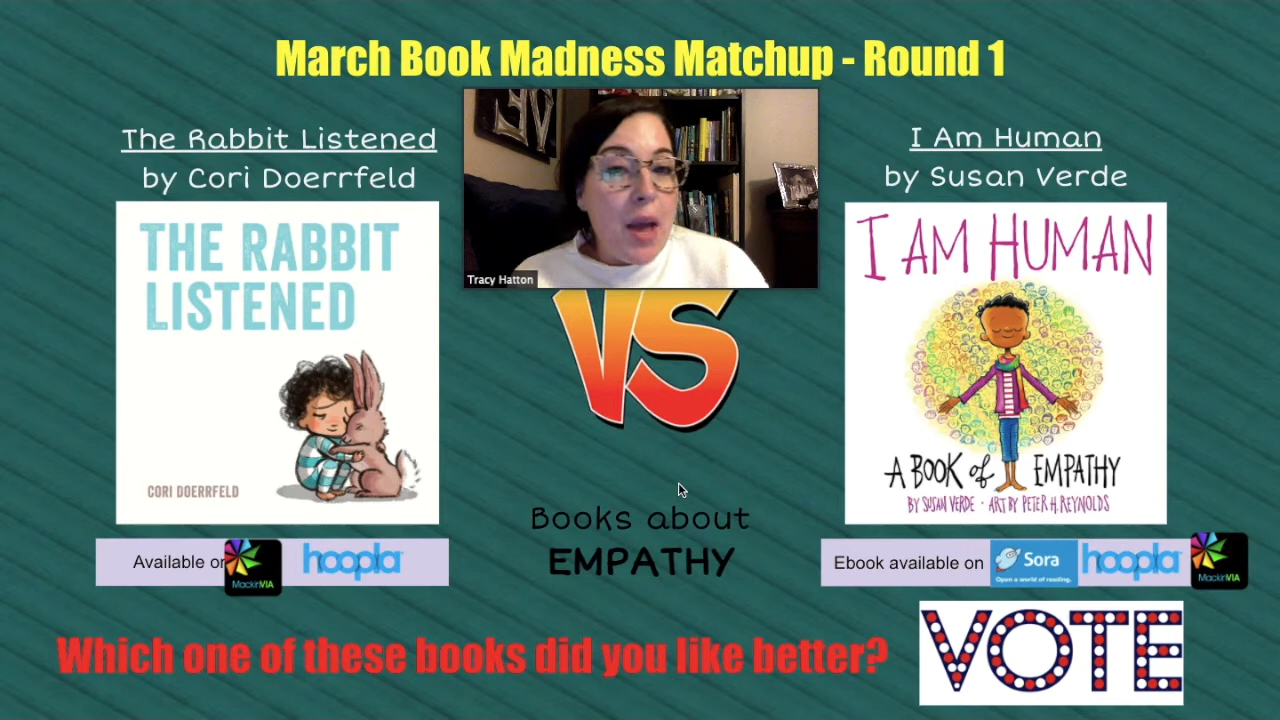 March Book Madness Matchup - Round 1
The Rabbit Listened
by Cori Doerrfeld
THE RABBIT
LISTENED
CORI DOERRFELD
Available on
MackinVIA
hoopla
Tracy Hatton
VS
Books about
EMPATHY
I Am Human
by Susan Verde
I AM HUMAN
A BOOK of EMPATHY
BY SUSAN VERDE · ART BY PETER H. REYNOLDS
Ebook available on
Sora
Open a world of reading.
hoopla
MackinVIA
Which one of these books did you like better?
VOTE